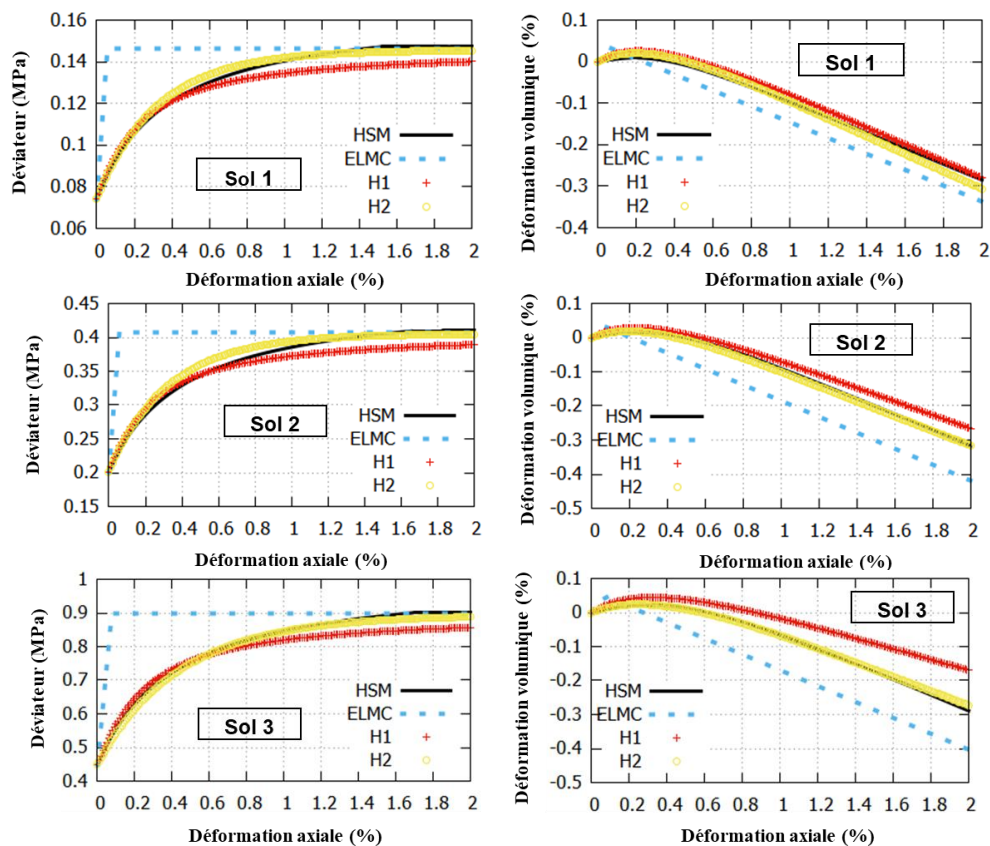 Déviateur (MPa)
0.16
0.14
0.12
0.1
0.08
0.06
HSM
ELMC
H1
H2
Sol 1
0 0.2 0.4 0.6 0.8 1 1.2 1.4 1.6 1.8 2
Déformation axiale (%)
Déformation volumique (%)
0.1
0
-0.1
-0.2
-0.3
-0.4
Sol 1
HSM
ELMC
H1
H2
0 0.2 0.4 0.6 0.8 1 1.2 1.4 1.6 1.8 2
Déformation axiale (%)
Déviateur (MPa)
0.45
0.4
0.35
0.3
0.25
0.2
0.15
Sol 2
HSM
ELMC
H1
H2
0 0.2 0.4 0.6 0.8 1 1.2 1.4 1.6 1.8 2
Déformation axiale (%)
Déformation volumique (%)
0.1
0
-0.1
-0.2
-0.3
-0.4
-0.5
Sol 2
HSM
ELMC
H1
H2
0 0.2 0.4 0.6 0.8 1 1.2 1.4 1.6 1.8 2
Déformation axiale (%)
Déviateur (MPa)
1
0.9
0.8
0.7
0.6
0.5
0.4
Sol 3
HSM
ELMC
H1
H2
0 0.2 0.4 0.6 0.8 1 1.2 1.4 1.6 1.8 2
Déformation axiale (%)
Déformation volumique (%)
0.1
0
-0.1
-0.2
-0.3
-0.4
-0.5
Sol 3
HSM
ELMC
H1
H2
0 0.2 0.4 0.6 0.8 1 1.2 1.4 1.6 1.8 2
Déformation axiale (%)